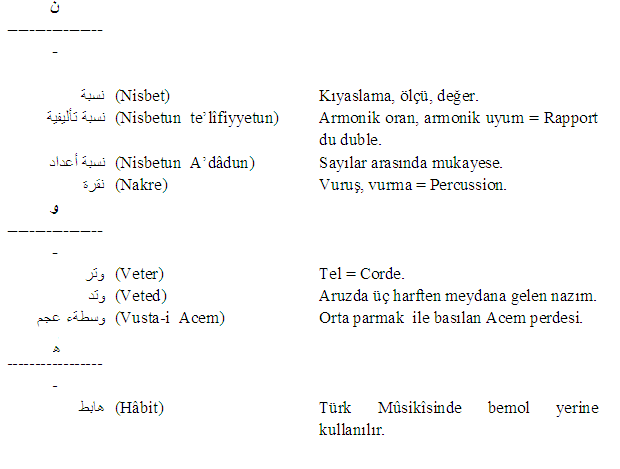 ن
----------------
-
نسبة (Nisbet) Kıyaslama, ölçü, değer.
نسبة تأليفية (Nisbetun te’lîfiyyetun) Armonik oran, armonik uyum = Rapport
du duble.
نسبة أعداد (Nisbetun A’dâdun) Sayılar arasında mukayese.
نقرة (Nakre) Vuruş, vurma = Percussion.
و
----------------
-
وتر (Veter) Tel = Corde.
وتد (Veted) Aruzda üç harften meydana gelen nazım.
وسطىء عجم (Vusta-i Acem) Orta parmak ile basılan Acem perdesi.
ه
----------------
-
هابط (Hâbit) Türk Mûsikîsinde bemol yerine
kullanılır.